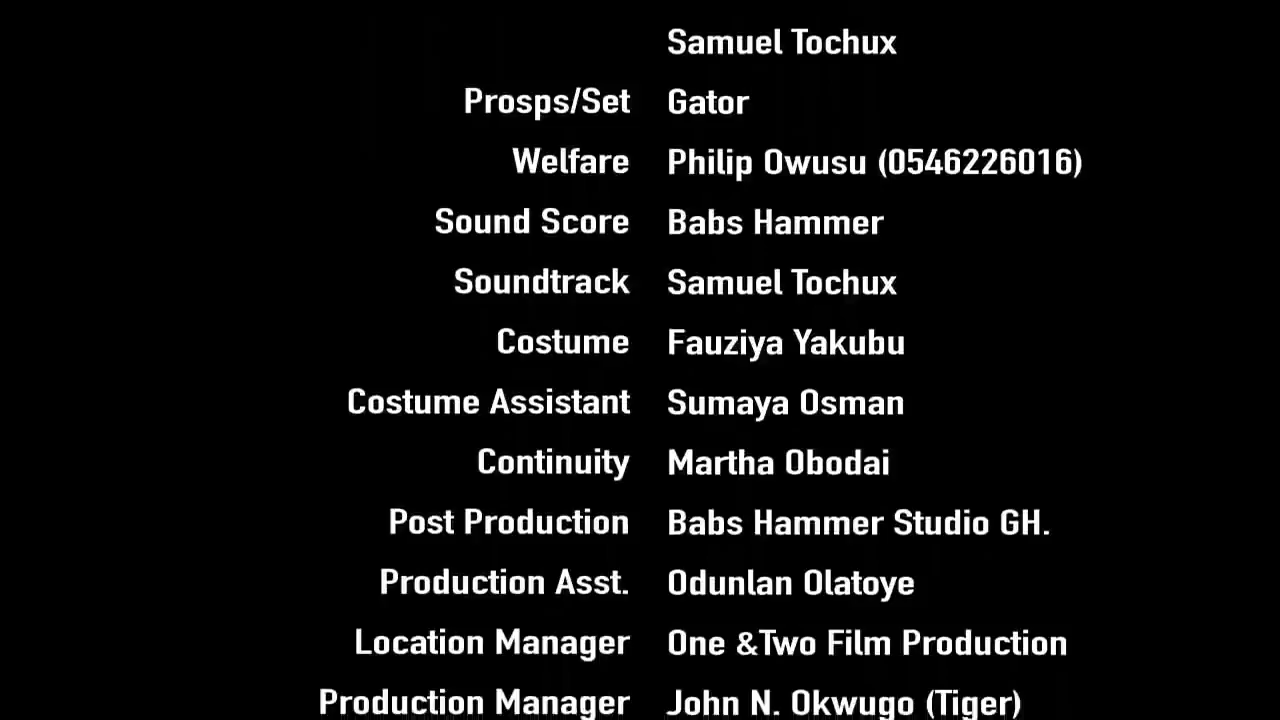 Samuel Tochux
Prosps/Set Gator
Welfare Philip Owusu (0546226016)
Sound Score Babs Hammer
Soundtrack Samuel Tochux
Costume Fauziya Yakubu
Costume Assistant Sumaya Osman
Continuity Martha Obodai
Post Production Babs Hammer Studio GH.
Production Asst. Odunlan Olatoye
Location Manager One &Two Film Production
Production Manager John N. Okwugo (Tiger)